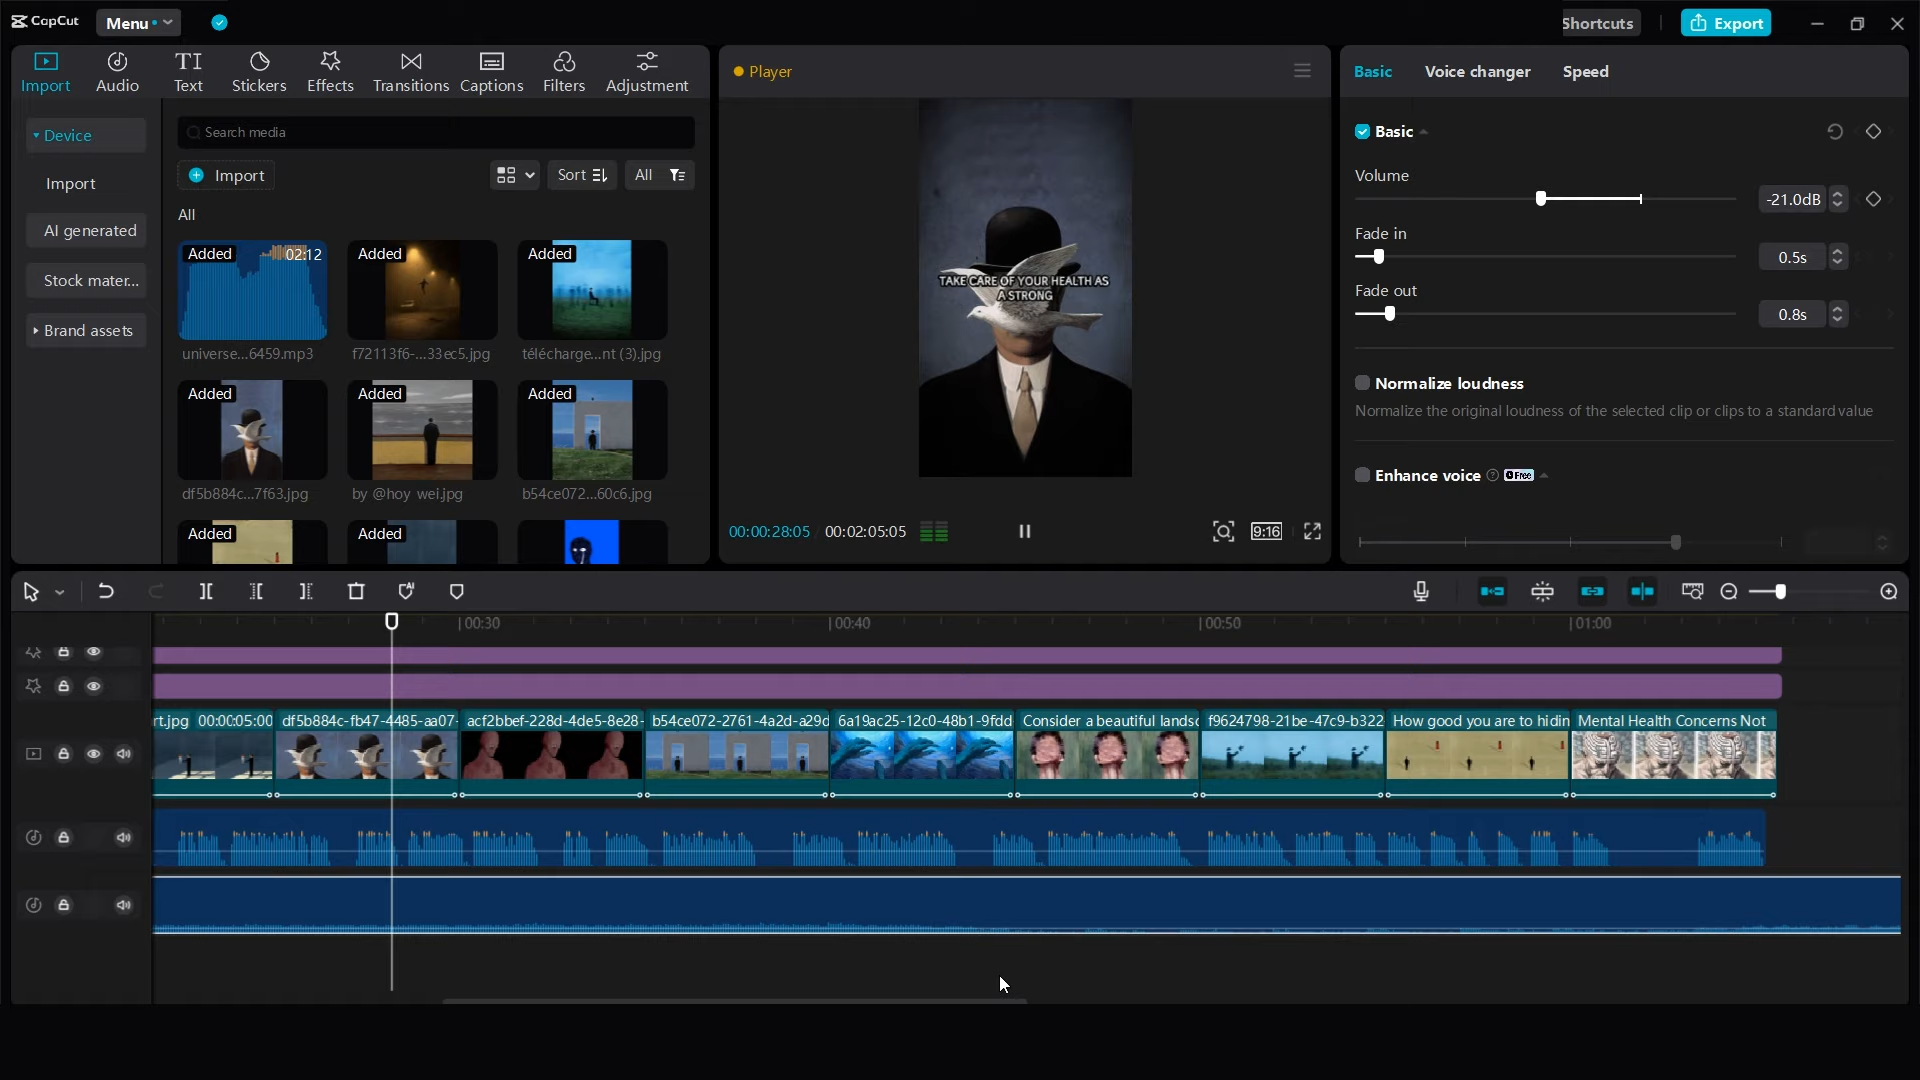 CapCut Menu Shortcuts Export
Import Audio Text Stickers Effects Transitions Captions Filters Adjustment
Device
Import
AI generated
Stock mater...
Brand assets
Search media
Import Sort All
All
Added 02:12 Added Added
universe...6459.mp3 f72113f6-...33ec5.jpg télécharge...nt (3).jpg
Added Added Added
df5b884c...7f63.jpg by @hoy wei.jpg b54ce072...60c6.jpg
Added Added
Player
TAKE CARE OF YOUR HEALTH AS
A STRONG
00:00:28:05 00:02:05:05 9:16
Basic Voice changer Speed
Basic
Volume
-21.0dB
Fade in
0.5s
Fade out
0.8s
Normalize loudness
Normalize the original loudness of the selected clip or clips to a standard value
Enhance voice Free
00:30 00:40 00:50 01:00
rt.jpg 00:00:05:00 df5b884c-fb47-4485-aa07- acf2bbef-228d-4de5-8e28- b54ce072-2761-4a2d-a29d 6a19ac25-12c0-48b1-9fdd Consider a beautiful landsc f9624798-21be-47c9-b322 How good you are to hidin Mental Health Concerns Not